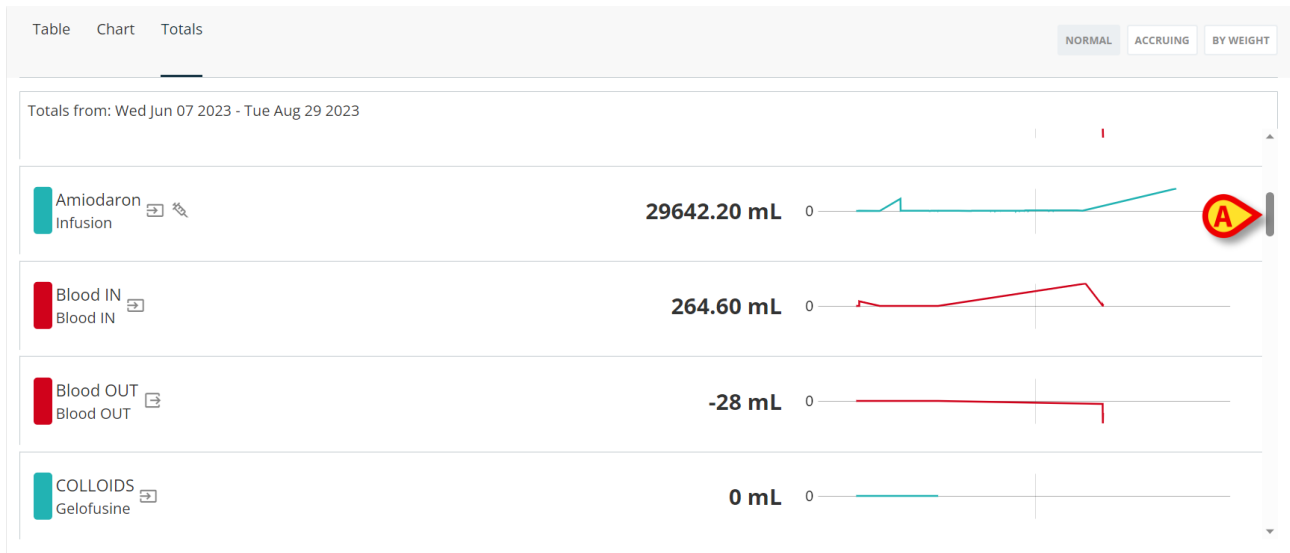 Table Chart Totals
NORMAL ACCRUING BY WEIGHT
Totals from: Wed Jun 07 2023 - Tue Aug 29 2023
Amiodaron
Infusion
29642.20 mL 0
A
Blood IN
Blood IN
264.60 mL 0
Blood OUT
Blood OUT
-28 mL 0
COLLOIDS
Gelofusine
0 mL 0